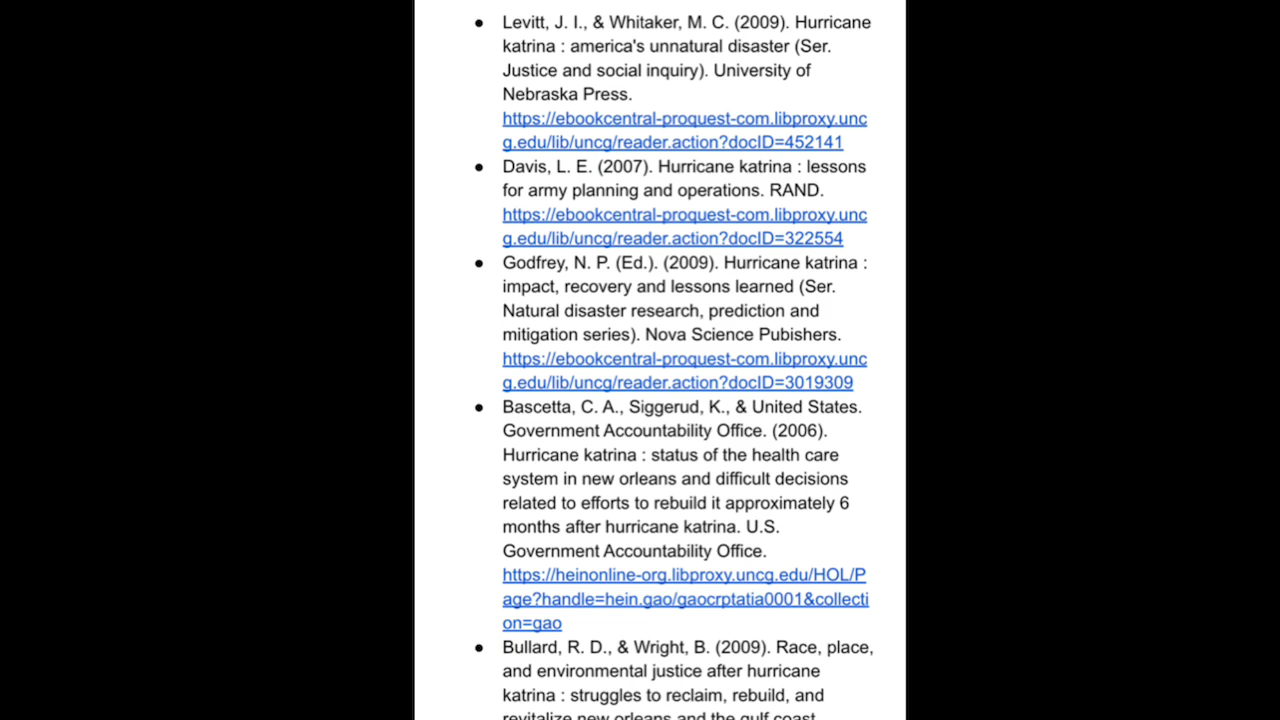 ● Levitt, J. I., & Whitaker, M. C. (2009). Hurricane
katrina : america's unnatural disaster (Ser.
Justice and social inquiry). University of
Nebraska Press.
https://ebookcentral-proquest-com.libproxy.unc
g.edu/lib/uncg/reader.action?docID=452141
● Davis, L. E. (2007). Hurricane katrina : lessons
for army planning and operations. RAND.
https://ebookcentral-proquest-com.libproxy.unc
g.edu/lib/uncg/reader.action?docID=322554
● Godfrey, N. P. (Ed.). (2009). Hurricane katrina :
impact, recovery and lessons learned (Ser.
Natural disaster research, prediction and
mitigation series). Nova Science Pubishers.
https://ebookcentral-proquest-com.libproxy.unc
g.edu/lib/uncg/reader.action?docID=3019309
● Bascetta, C. A., Siggerud, K., & United States.
Government Accountability Office. (2006).
Hurricane katrina : status of the health care
system in new orleans and difficult decisions
related to efforts to rebuild it approximately 6
months after hurricane katrina. U.S.
Government Accountability Office.
https://heinonline-org.libproxy.uncg.edu/HOL/P
age?handle=hein.gao/gaocrptatia0001&collecti
on=gao
● Bullard, R. D., & Wright, B. (2009). Race, place,
and environmental justice after hurricane
katrina : struggles to reclaim, rebuild, and
revitalize new orleans and the gulf coast